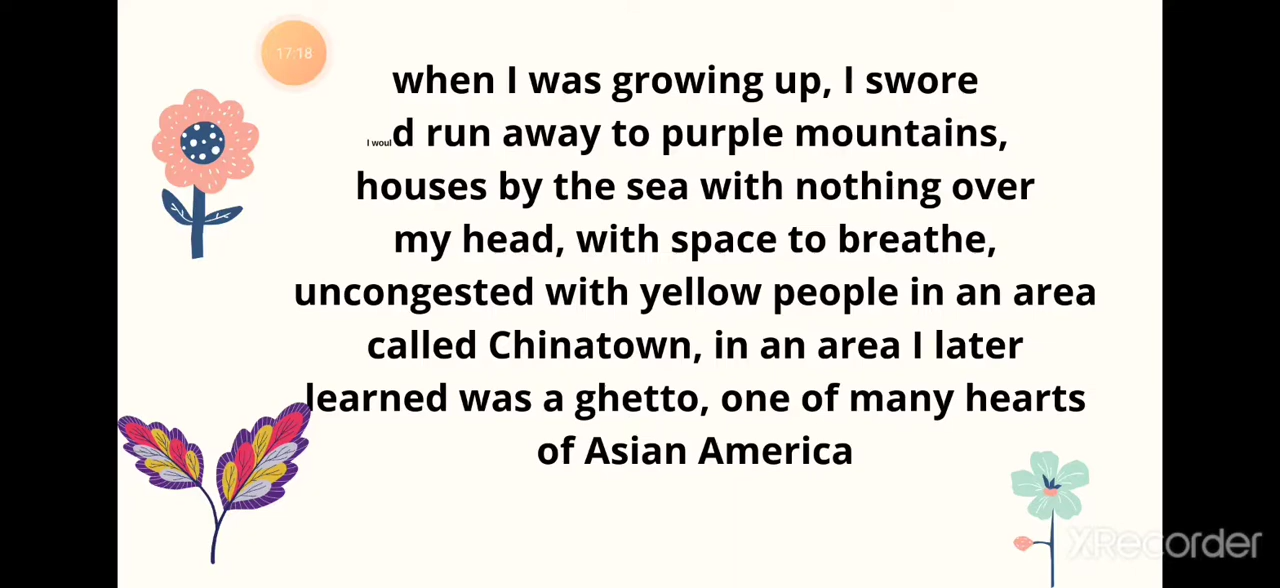 17:18
when I was growing up, I swore
I would run away to purple mountains,
houses by the sea with nothing over
my head, with space to breathe,
uncongested with yellow people in an area
called Chinatown, in an area I later
learned was a ghetto, one of many hearts
of Asian America
XRecorder